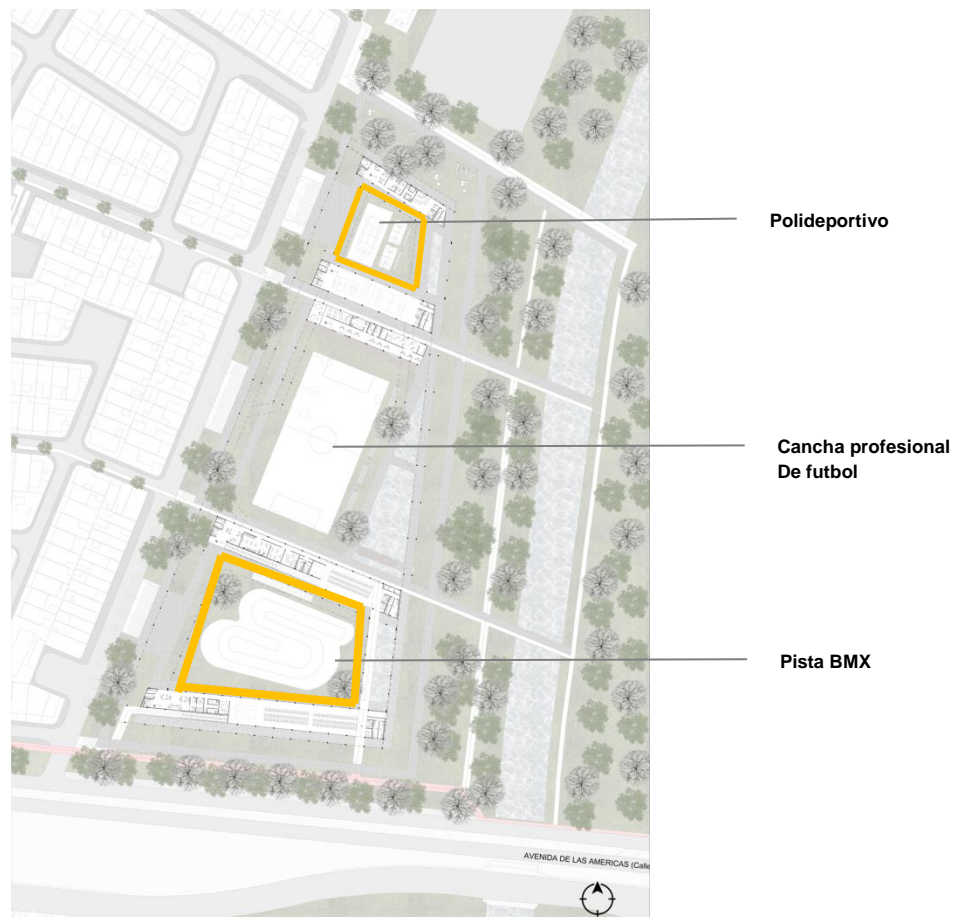 Polideportivo
Cancha profesional
De futbol
Pista BMX
AVENIDA DE LAS AMERICAS (Calle